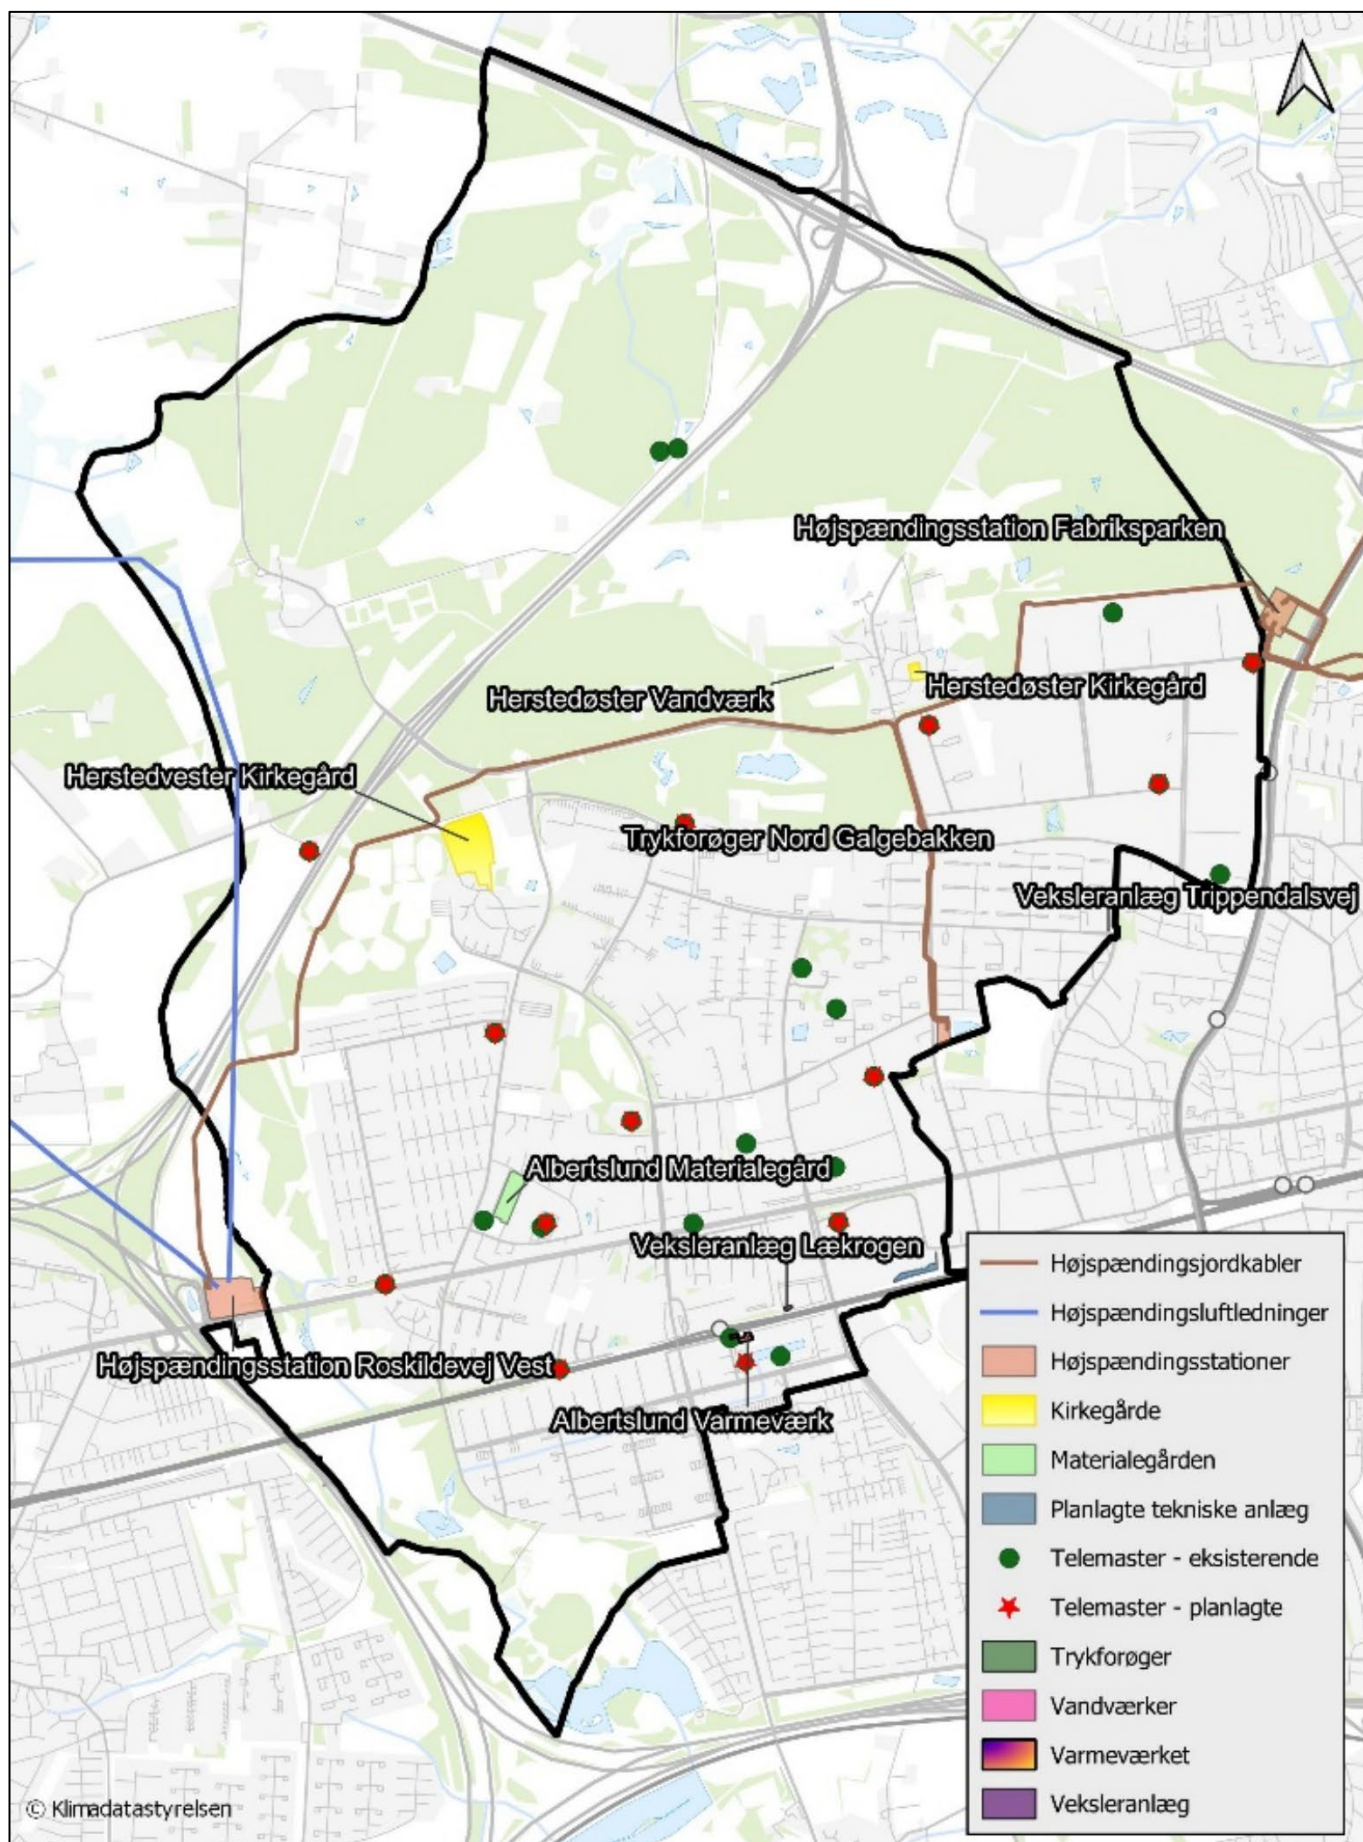 Højspændingsstation Fabriksparken
Herstedøster Vandværk
Herstedøster Kirkegård
Herstedvester Kirkegård
Trykforøger Nord Galgebakken
Veksleranlæg Trippendalsvej
Albertslund Materialegård
Veksleranlæg Lækrogen
Højspændingsstation Roskildevej Vest
Albertslund Varmeværk
Højspændingsjordkabler
Højspændingsluftledninger
Højspændingsstationer
Kirkegårde
Materialegården
Planlagte tekniske anlæg
Telemaster - eksisterende
Telemaster - planlagte
Trykforøger
Vandværker
Varmeværket
Veksleranlæg
© Klimadatastyrelsen